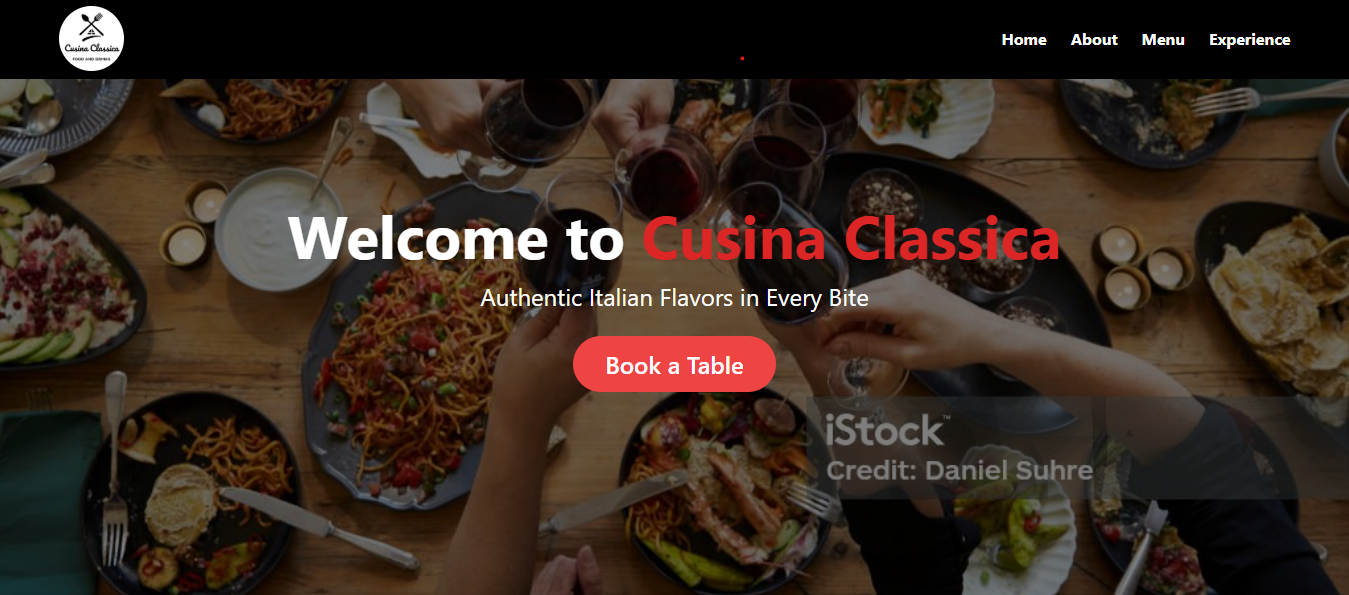 Cusina Classica
FOOD AND DRINKS
Home About Menu Experience
Welcome to Cusina Classica
Authentic Italian Flavors in Every Bite
Book a Table
iStock™
Credit: Daniel Suhre